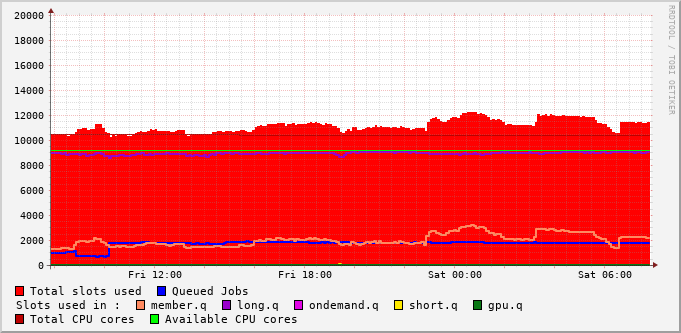 RRDTOOL / TOBI OETIKER
20000
18000
16000
14000
12000
10000
8000
6000
4000
2000
0
Fri 12:00 Fri 18:00 Sat 00:00 Sat 06:00
Total slots used Queued Jobs
Slots used in : member.q long.q ondemand.q short.q gpu.q
Total CPU cores Available CPU cores